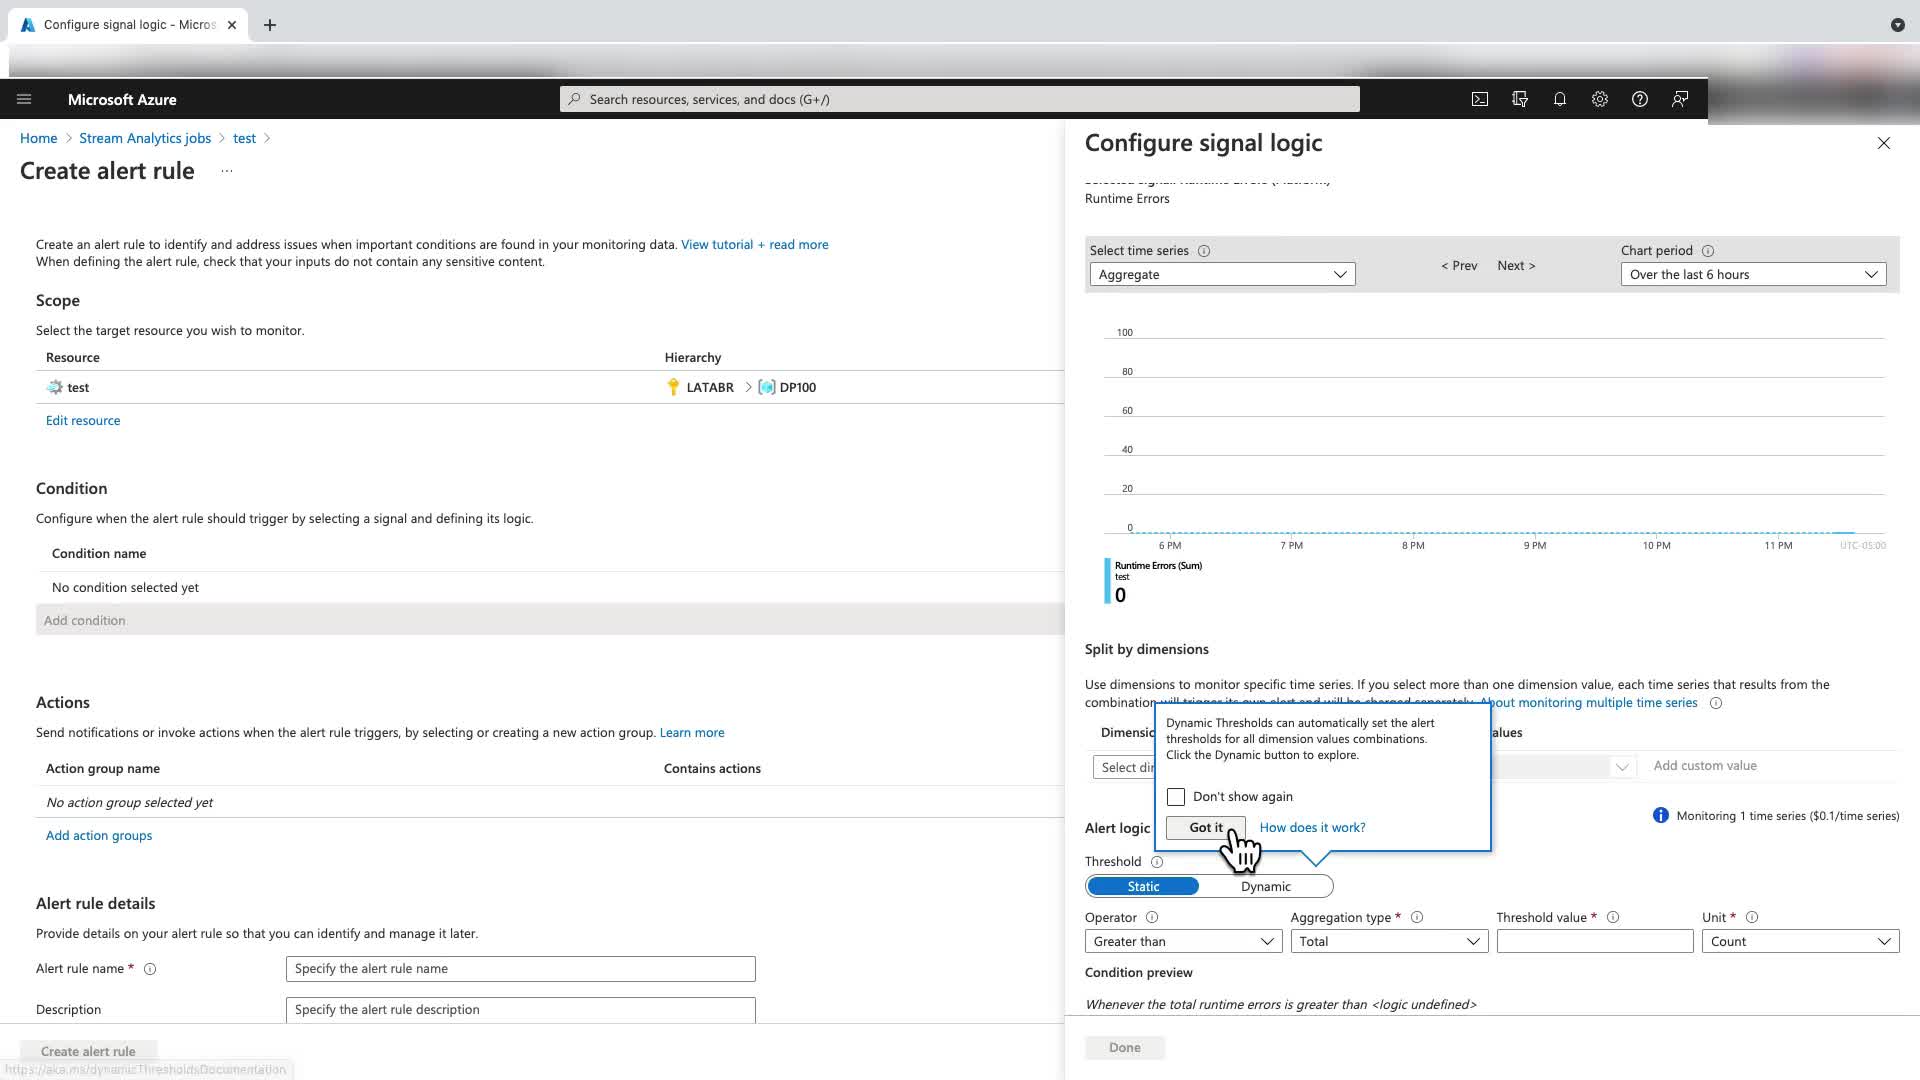 Configure signal logic - Micros
Microsoft Azure
Search resources, services, and docs (G+/)
Home > Stream Analytics jobs > test >
Create alert rule ...
Create an alert rule to identify and address issues when important conditions are found in your monitoring data. View tutorial + read more
When defining the alert rule, check that your inputs do not contain any sensitive content.
Scope
Select the target resource you wish to monitor.
Resource Hierarchy
test LATABR > DP100
Edit resource
Condition
Configure when the alert rule should trigger by selecting a signal and defining its logic.
Condition name
No condition selected yet
Add condition
Actions
Send notifications or invoke actions when the alert rule triggers, by selecting or creating a new action group. Learn more
Action group name Contains actions
No action group selected yet
Add action groups
Alert rule details
Provide details on your alert rule so that you can identify and manage it later.
Alert rule name * Specify the alert rule name
Description Specify the alert rule description
Create alert rule
https://aka.ms/dynamicThresholdsDocumentation
Configure signal logic
Runtime Errors
Select time series
Aggregate
< Prev Next >
Chart period
Over the last 6 hours
100
80
60
40
20
0
6 PM 7 PM 8 PM 9 PM 10 PM 11 PM UTC-05:00
Runtime Errors (Sum)
test
0
Split by dimensions
Use dimensions to monitor specific time series. If you select more than one dimension value, each time series that results from the
combination will trigger its own alert and will be charged separately. About monitoring multiple time series
Dimensio alues
Select di Add custom value
Dynamic Thresholds can automatically set the alert
thresholds for all dimension values combinations.
Click the Dynamic button to explore.
Don't show again
Got it How does it work?
Monitoring 1 time series ($0.1/time series)
Alert logic
Threshold
Static Dynamic
Operator Aggregation type * Threshold value * Unit *
Greater than Total Count
Condition preview
Whenever the total runtime errors is greater than <logic undefined>
Done